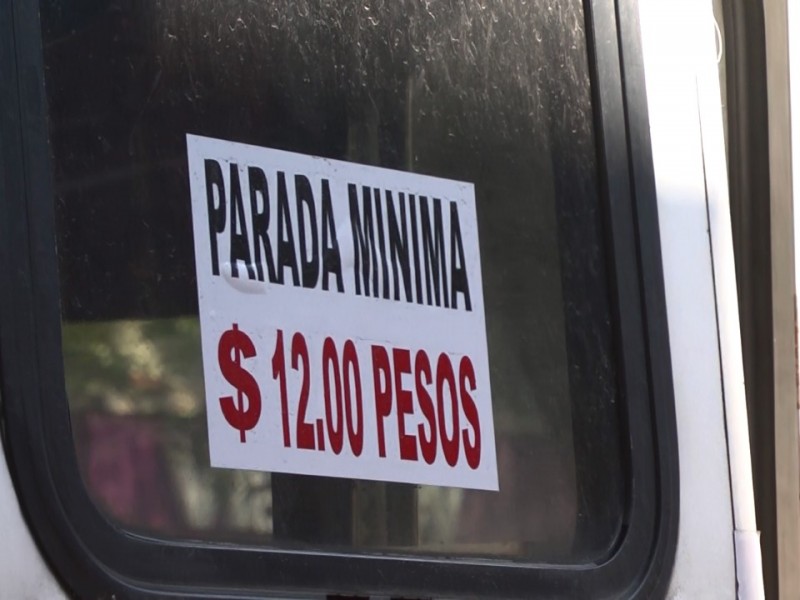 PARADA MINIMA
$ 12.00 PESOS